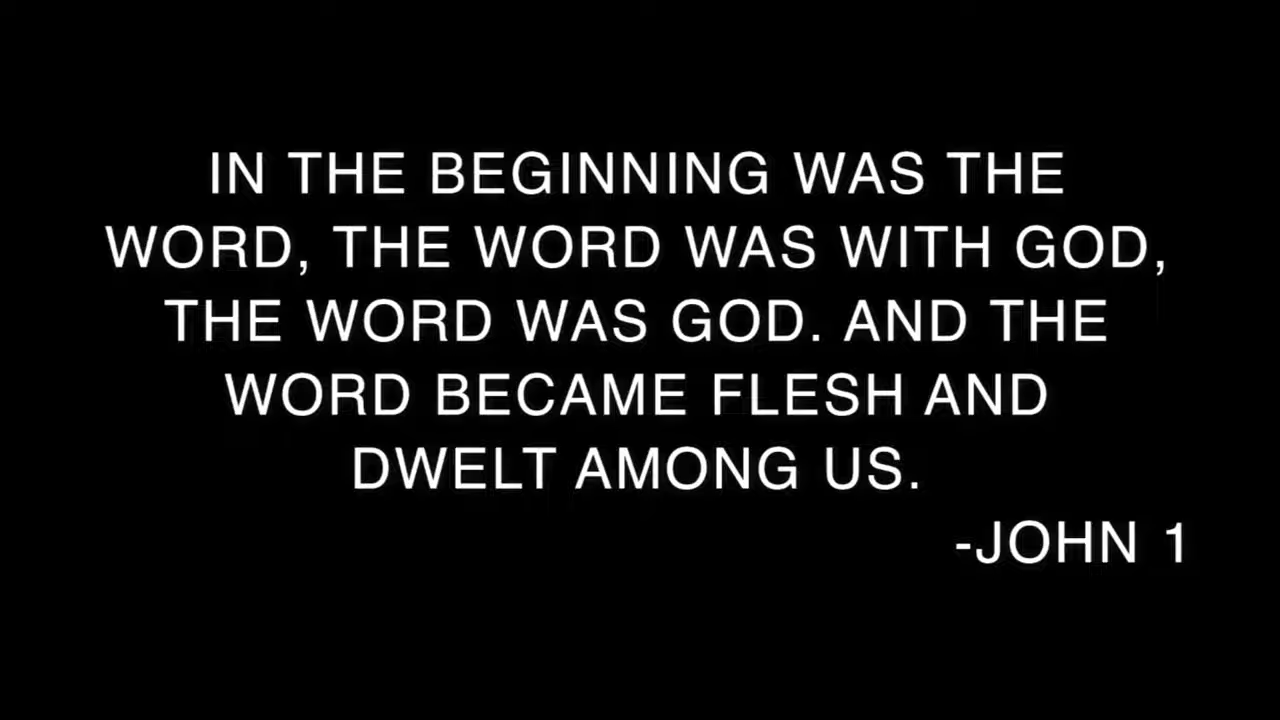 IN THE BEGINNING WAS THE
WORD, THE WORD WAS WITH GOD,
THE WORD WAS GOD. AND THE
WORD BECAME FLESH AND
DWELT AMONG US.
-JOHN 1